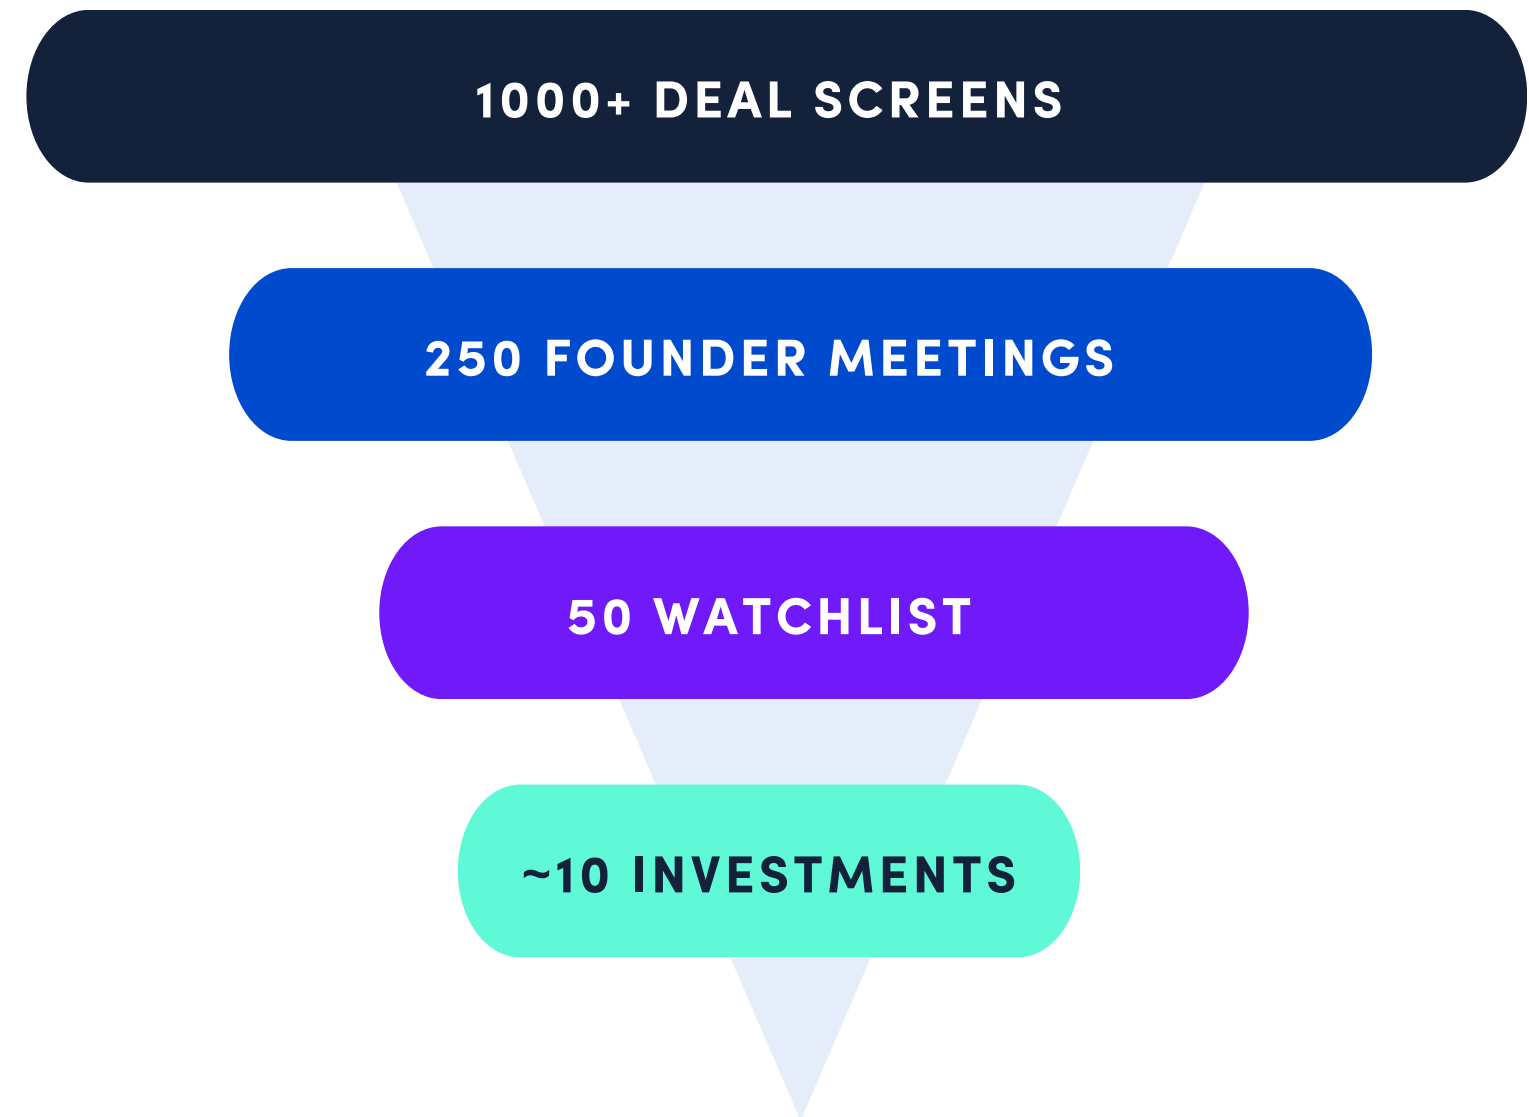 1000+ DEAL SCREENS
250 FOUNDER MEETINGS
50 WATCHLIST
~10 INVESTMENTS